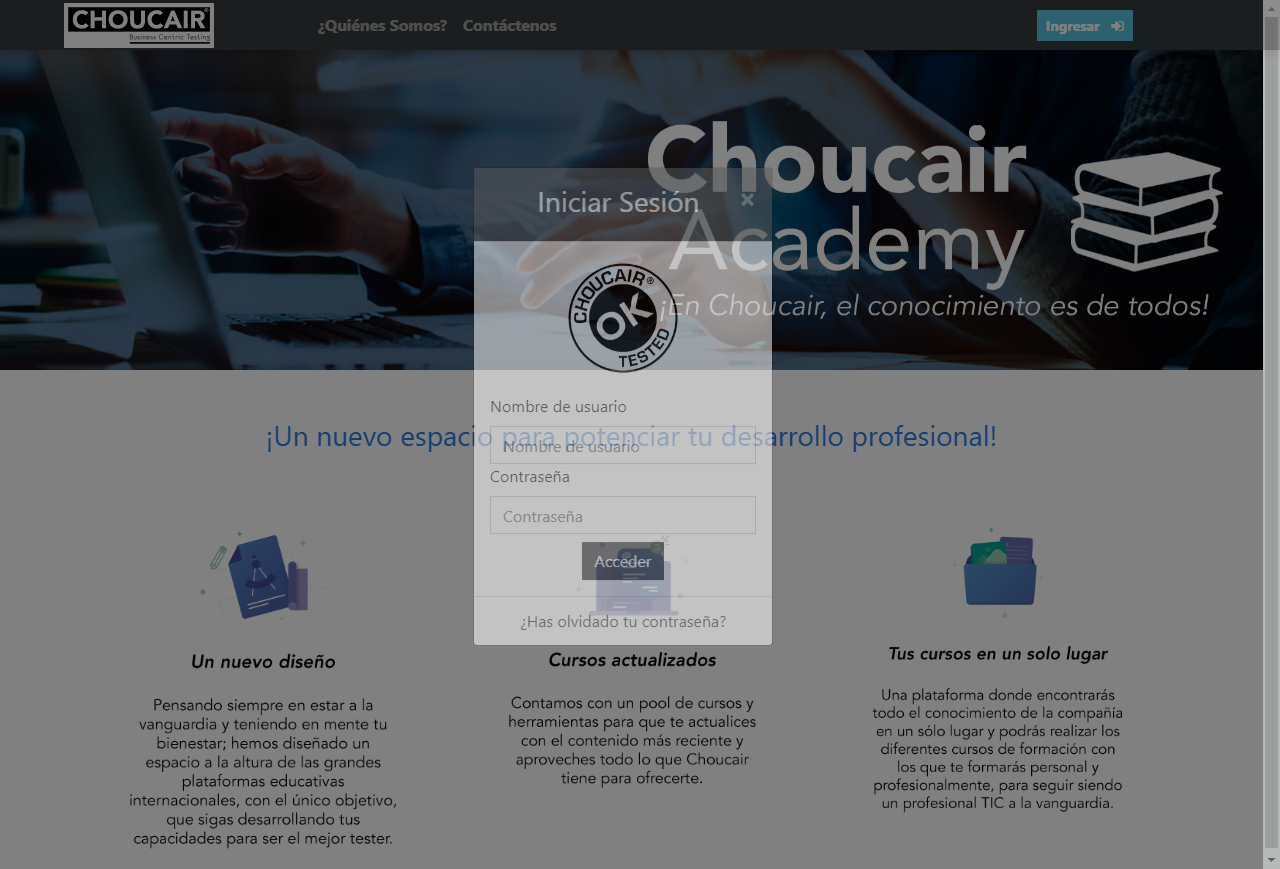 CHOUCAIR®
Business Centric Testing
¿Quiénes Somos?
Contáctenos
Ingresar
Choucair
Academy
¡En Choucair, el conocimiento es de todos!
Iniciar Sesión
×
CHOUCAIR®
OK
TESTED
Nombre de usuario
Nombre de usuario
Contraseña
Contraseña
Acceder
¿Has olvidado tu contraseña?
¡Un nuevo espacio para potenciar tu desarrollo profesional!
Un nuevo diseño
Pensando siempre en estar a la
vanguardia y teniendo en mente tu
bienestar; hemos diseñado un
espacio a la altura de las grandes
plataformas educativas
internacionales, con el único objetivo,
que sigas desarrollando tus
capacidades para ser el mejor tester.
Cursos actualizados
Contamos con un pool de cursos y
herramientas para que te actualices
con el contenido más reciente y
aproveches todo lo que Choucair
tiene para ofrecerte.
Tus cursos en un solo lugar
Una plataforma donde encontrarás
todo el conocimiento de la compañía
en un sólo lugar y podrás realizar los
diferentes cursos de formación con
los que te formarás personal y
profesionalmente, para seguir siendo
un profesional TIC a la vanguardia.